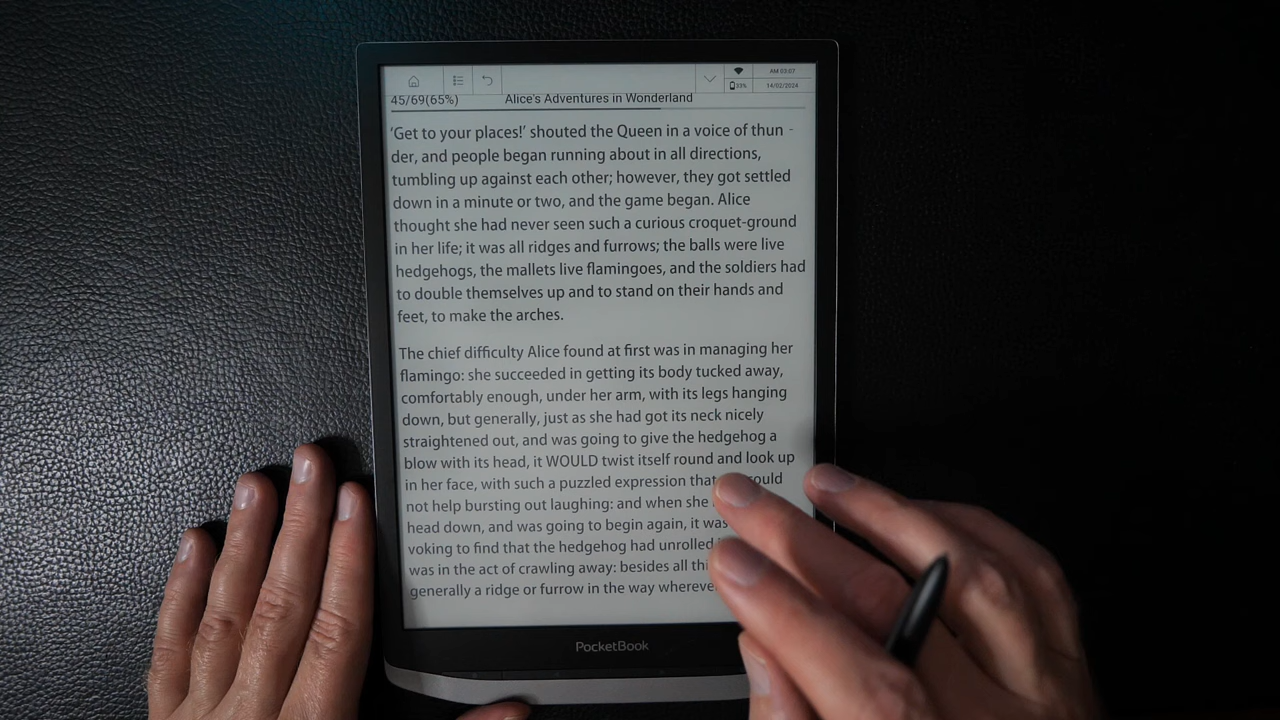 AM 03:07
33%
14/02/2024
45/69(65%) Alice's Adventures in Wonderland
'Get to your places!' shouted the Queen in a voice of thun -
der, and people began running about in all directions,
tumbling up against each other; however, they got settled
down in a minute or two, and the game began. Alice
thought she had never seen such a curious croquet-ground
in her life; it was all ridges and furrows; the balls were live
hedgehogs, the mallets live flamingoes, and the soldiers had
to double themselves up and to stand on their hands and
feet, to make the arches.
The chief difficulty Alice found at first was in managing her
flamingo: she succeeded in getting its body tucked away,
comfortably enough, under her arm, with its legs hanging
down, but generally, just as she had got its neck nicely
straightened out, and was going to give the hedgehog a
blow with its head, it WOULD twist itself round and look up
in her face, with such a puzzled expression that
not help bursting out laughing: and when she
head down, and was going to begin again, it was
voking to find that the hedgehog had unrolled
was in the act of crawling away: besides all
generally a ridge or furrow in the way
PocketBook